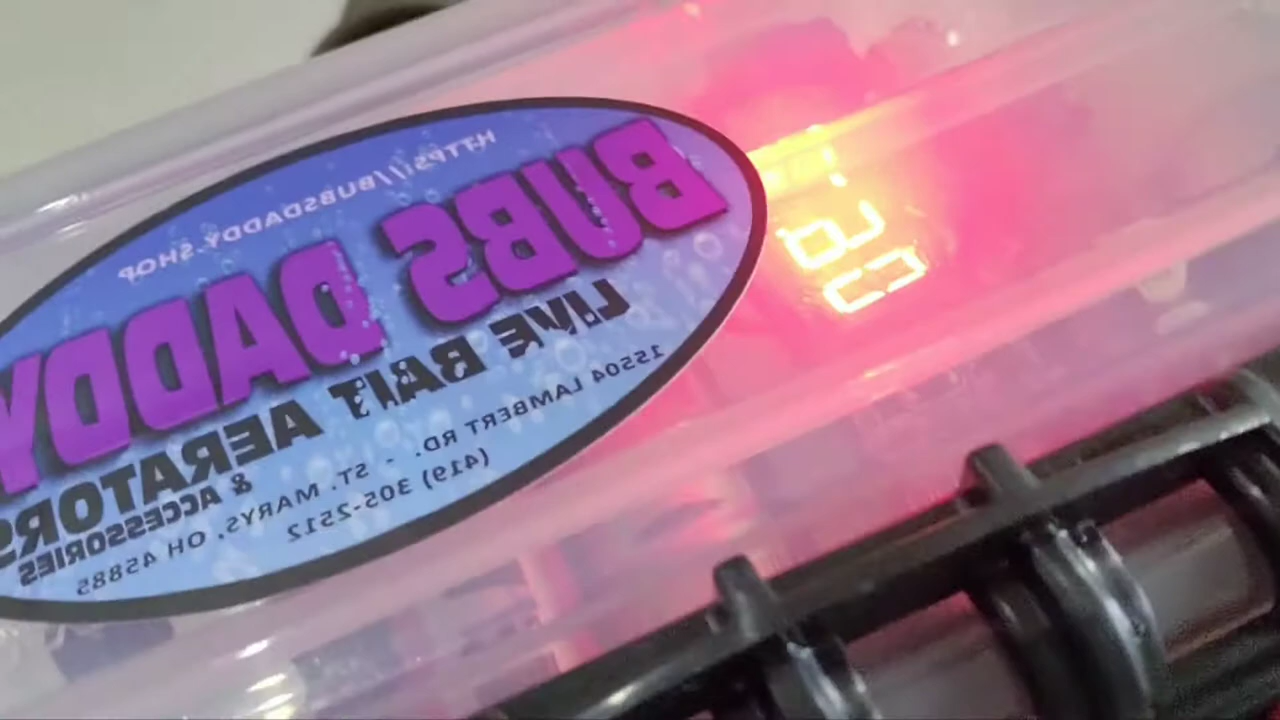 HTTPS://BUBSDADDY.SHOP
BUBS DADDY
LIVE BAIT AERATORS
& ACCESSORIES
15504 LAMBERT RD. - ST. MARYS, OH 45885
(419) 305-2512